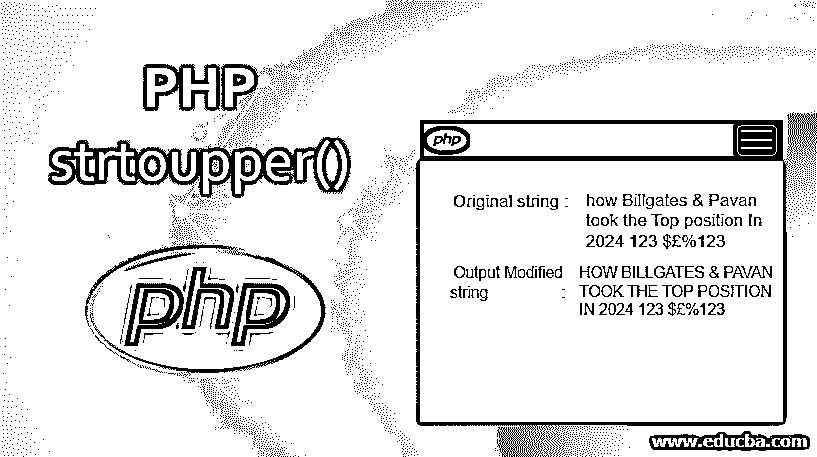 PHP
strtoupper()
php
php
Original string : how Billgates & Pavan
took the Top position In
2024 123 $£%123
Output Modified HOW BILLGATES & PAVAN
string : TOOK THE TOP POSITION
IN 2024 123 $£%123
www.educba.com